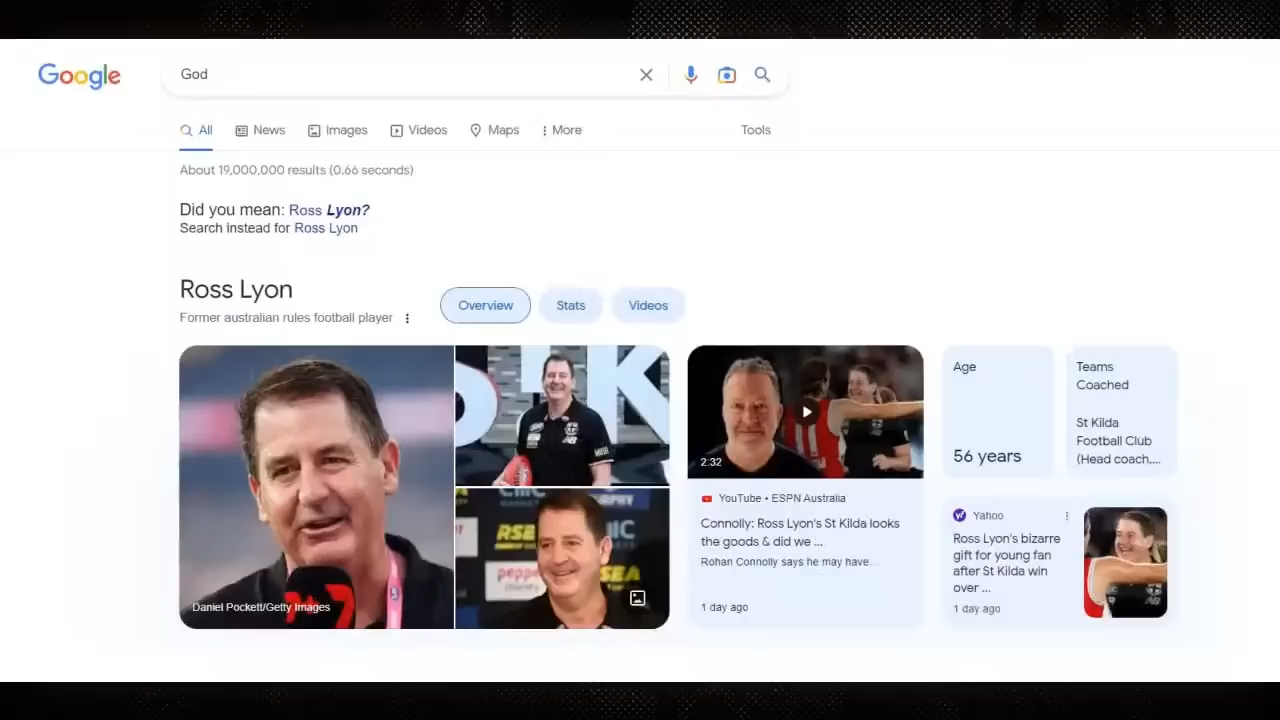 Google
God
All
News
Images
Videos
Maps
More
Tools
About 19,000,000 results (0.66 seconds)
Did you mean: Ross Lyon?
Search instead for Ross Lyon
Ross Lyon
Former australian rules football player
Overview
Stats
Videos
Daniel Pockett/Getty Images
2:32
YouTube • ESPN Australia
Connolly: Ross Lyon's St Kilda looks
the goods & did we ...
Rohan Connolly says he may have...
1 day ago
Age
56 years
Teams
Coached
St Kilda
Football Club
(Head coach,...
Yahoo
Ross Lyon's bizarre
gift for young fan
after St Kilda win
over ...
1 day ago